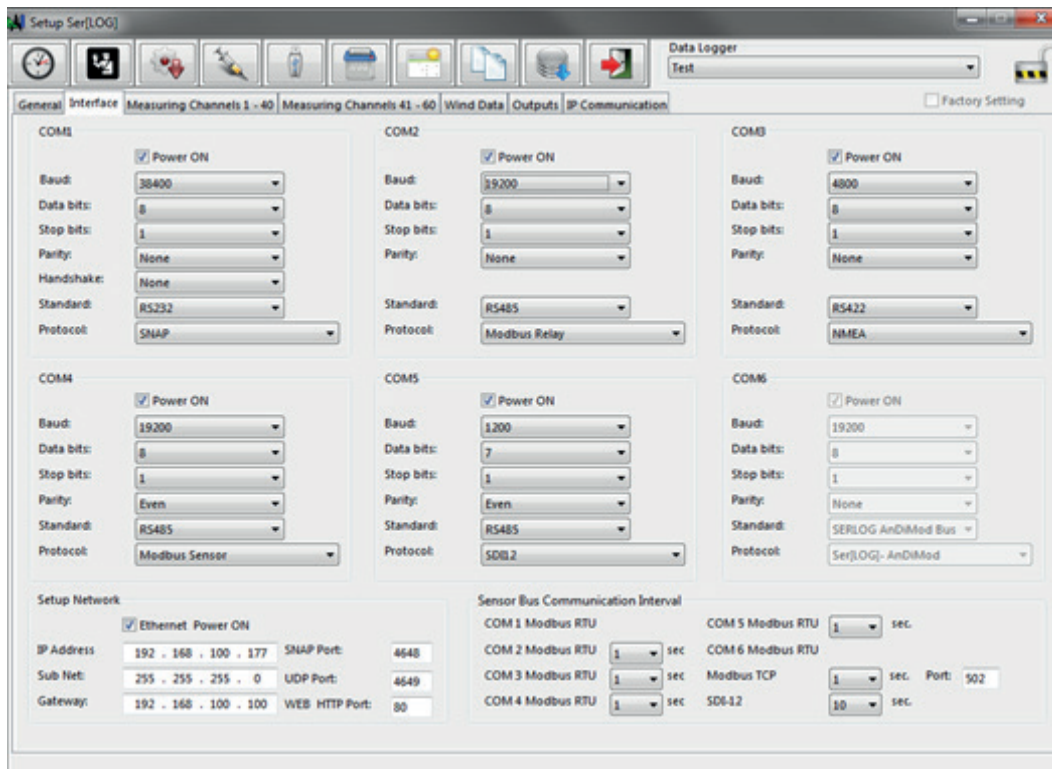 Setup Ser[LOG]
Data Logger
Test
General Interface Measuring Channels 1 - 40 Measuring Channels 41 - 60 Wind Data Outputs IP Communication
Factory Setting
COM1
Power ON
Baud: 38400
Data bits: 8
Stop bits: 1
Parity: None
Handshake: None
Standard: RS232
Protocol: SNAP
COM2
Power ON
Baud: 19200
Data bits: 8
Stop bits: 1
Parity: None
Standard: RS485
Protocol: Modbus Relay
COM3
Power ON
Baud: 4800
Data bits: 8
Stop bits: 1
Parity: None
Standard: RS422
Protocol: NMEA
COM4
Power ON
Baud: 19200
Data bits: 8
Stop bits: 1
Parity: Even
Standard: RS485
Protocol: Modbus Sensor
COM5
Power ON
Baud: 1200
Data bits: 7
Stop bits: 1
Parity: Even
Standard: RS485
Protocol: SDI12
COM6
Power ON
Baud: 19200
Data bits: 8
Stop bits: 1
Parity: None
Standard: SERLOG AnDiMod Bus
Protocol: Ser[LOG]- AnDiMod
Setup Network
Ethernet Power ON
IP Address 192 . 168 . 100 . 177 SNAP Port: 4648
Sub Net: 255 . 255 . 255 . 0 UDP Port: 4649
Gateway: 192 . 168 . 100 . 100 WEB HTTP Port: 80
Sensor Bus Communication Interval
COM 1 Modbus RTU COM 5 Modbus RTU 1 sec.
COM 2 Modbus RTU 1 sec COM 6 Modbus RTU
COM 3 Modbus RTU 1 sec Modbus TCP 1 sec. Port: 502
COM 4 Modbus RTU 1 sec SDI-12 10 sec.